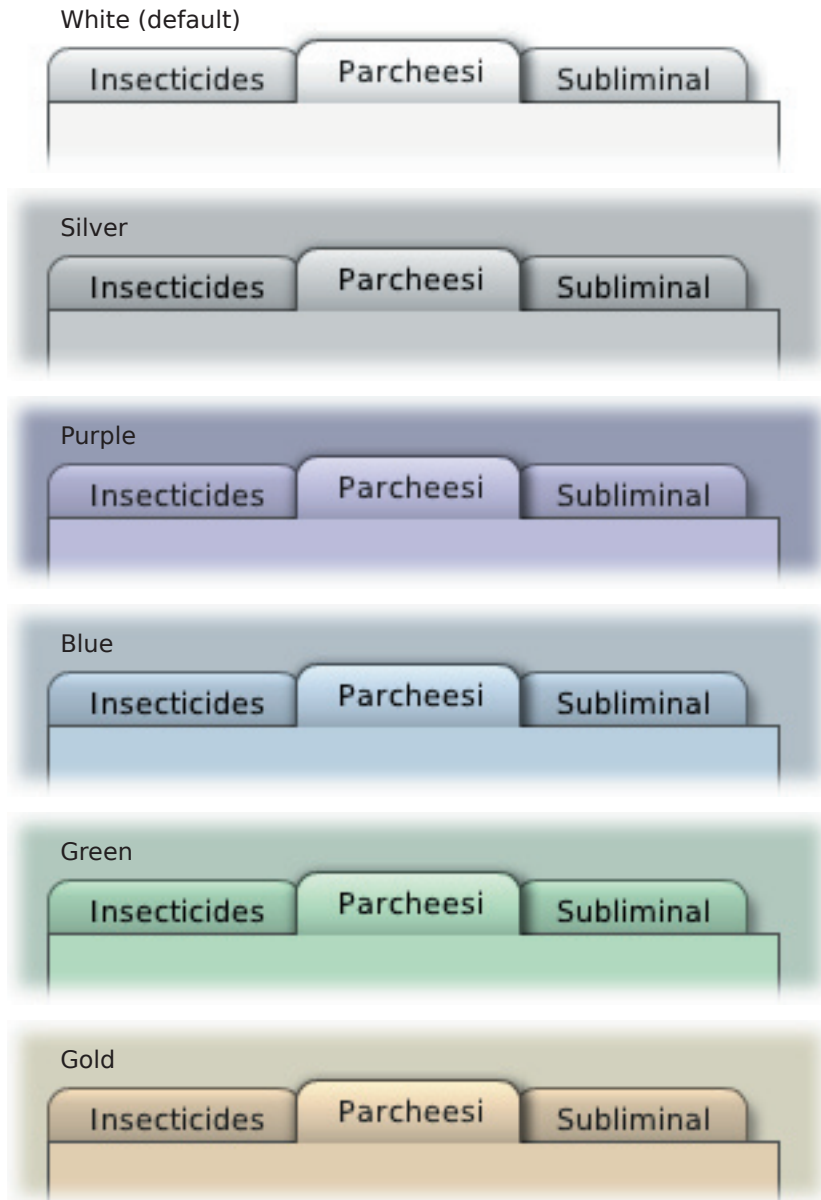 White (default)
Insecticides Parcheesi Subliminal
Silver
Insecticides Parcheesi Subliminal
Purple
Insecticides Parcheesi Subliminal
Blue
Insecticides Parcheesi Subliminal
Green
Insecticides Parcheesi Subliminal
Gold
Insecticides Parcheesi Subliminal